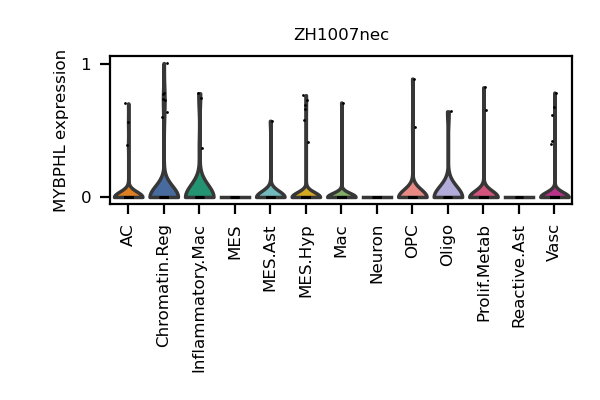 ZH1007nec
MYBPHL expression
1
0
AC
Chromatin.Reg
Inflammatory.Mac
MES
MES.Ast
MES.Hyp
Mac
Neuron
OPC
Oligo
Prolif.Metab
Reactive.Ast
Vasc